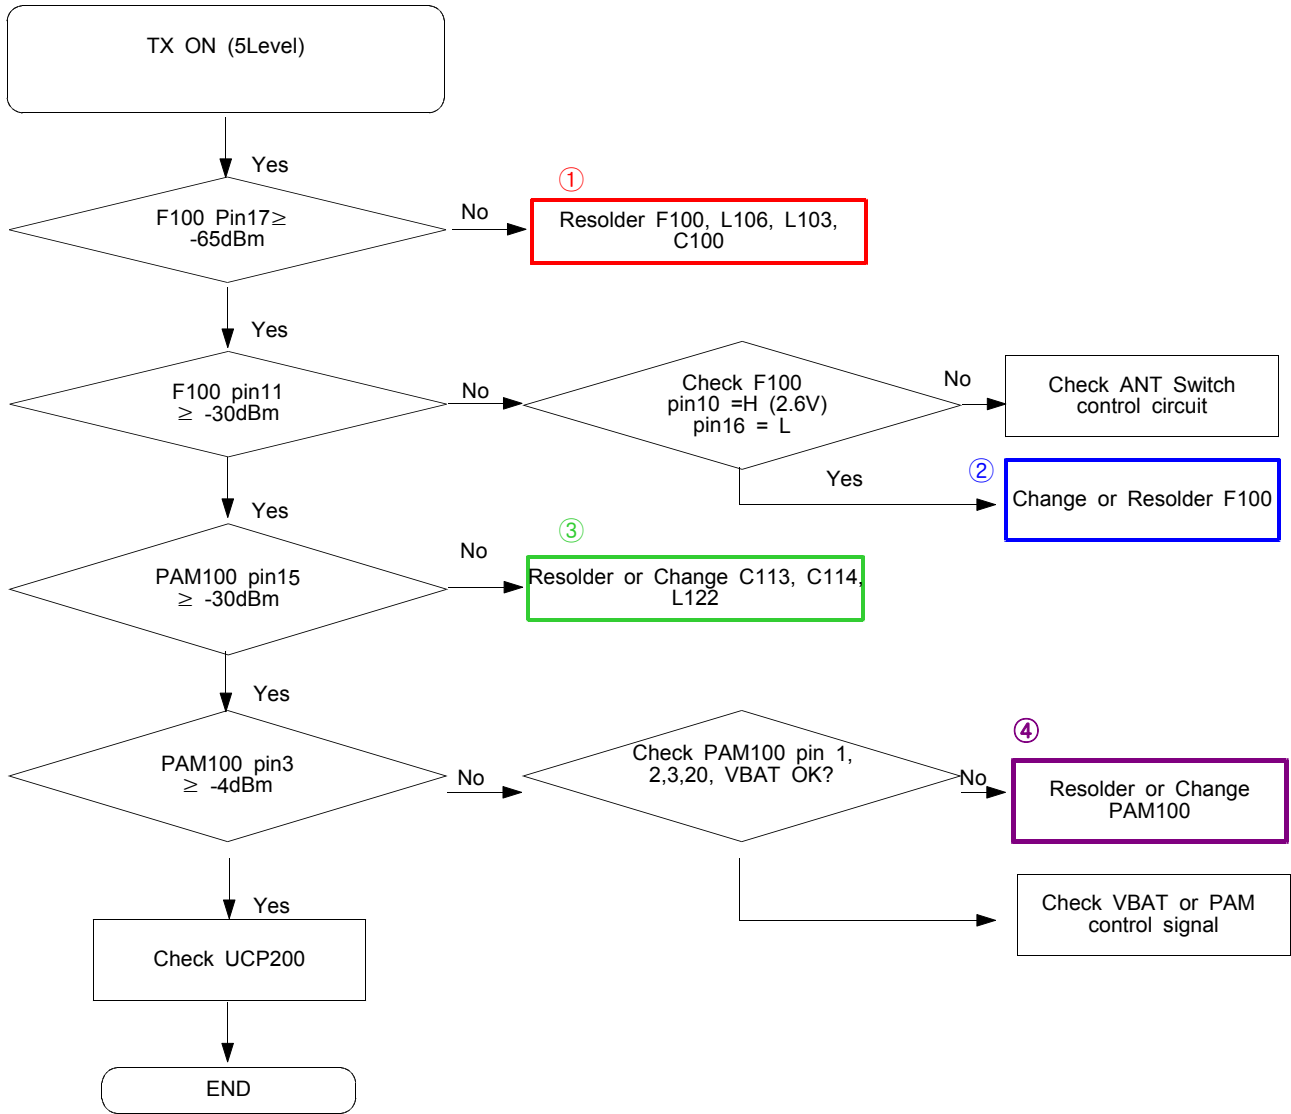 TX ON (5Level)
Yes
F100 Pin17≥
-65dBm
No
①
Resolder F100, L106, L103,
C100
Yes
F100 pin11
≥ -30dBm
No
Check F100
pin10 =H (2.6V)
pin16 = L
No
Check ANT Switch
control circuit
Yes
②
Change or Resolder F100
Yes
PAM100 pin15
≥ -30dBm
No
③
Resolder or Change C113, C114,
L122
Yes
PAM100 pin3
≥ -4dBm
No
Check PAM100 pin 1,
2,3,20, VBAT OK?
No
④
Resolder or Change
PAM100
Check VBAT or PAM
control signal
Yes
Check UCP200
END